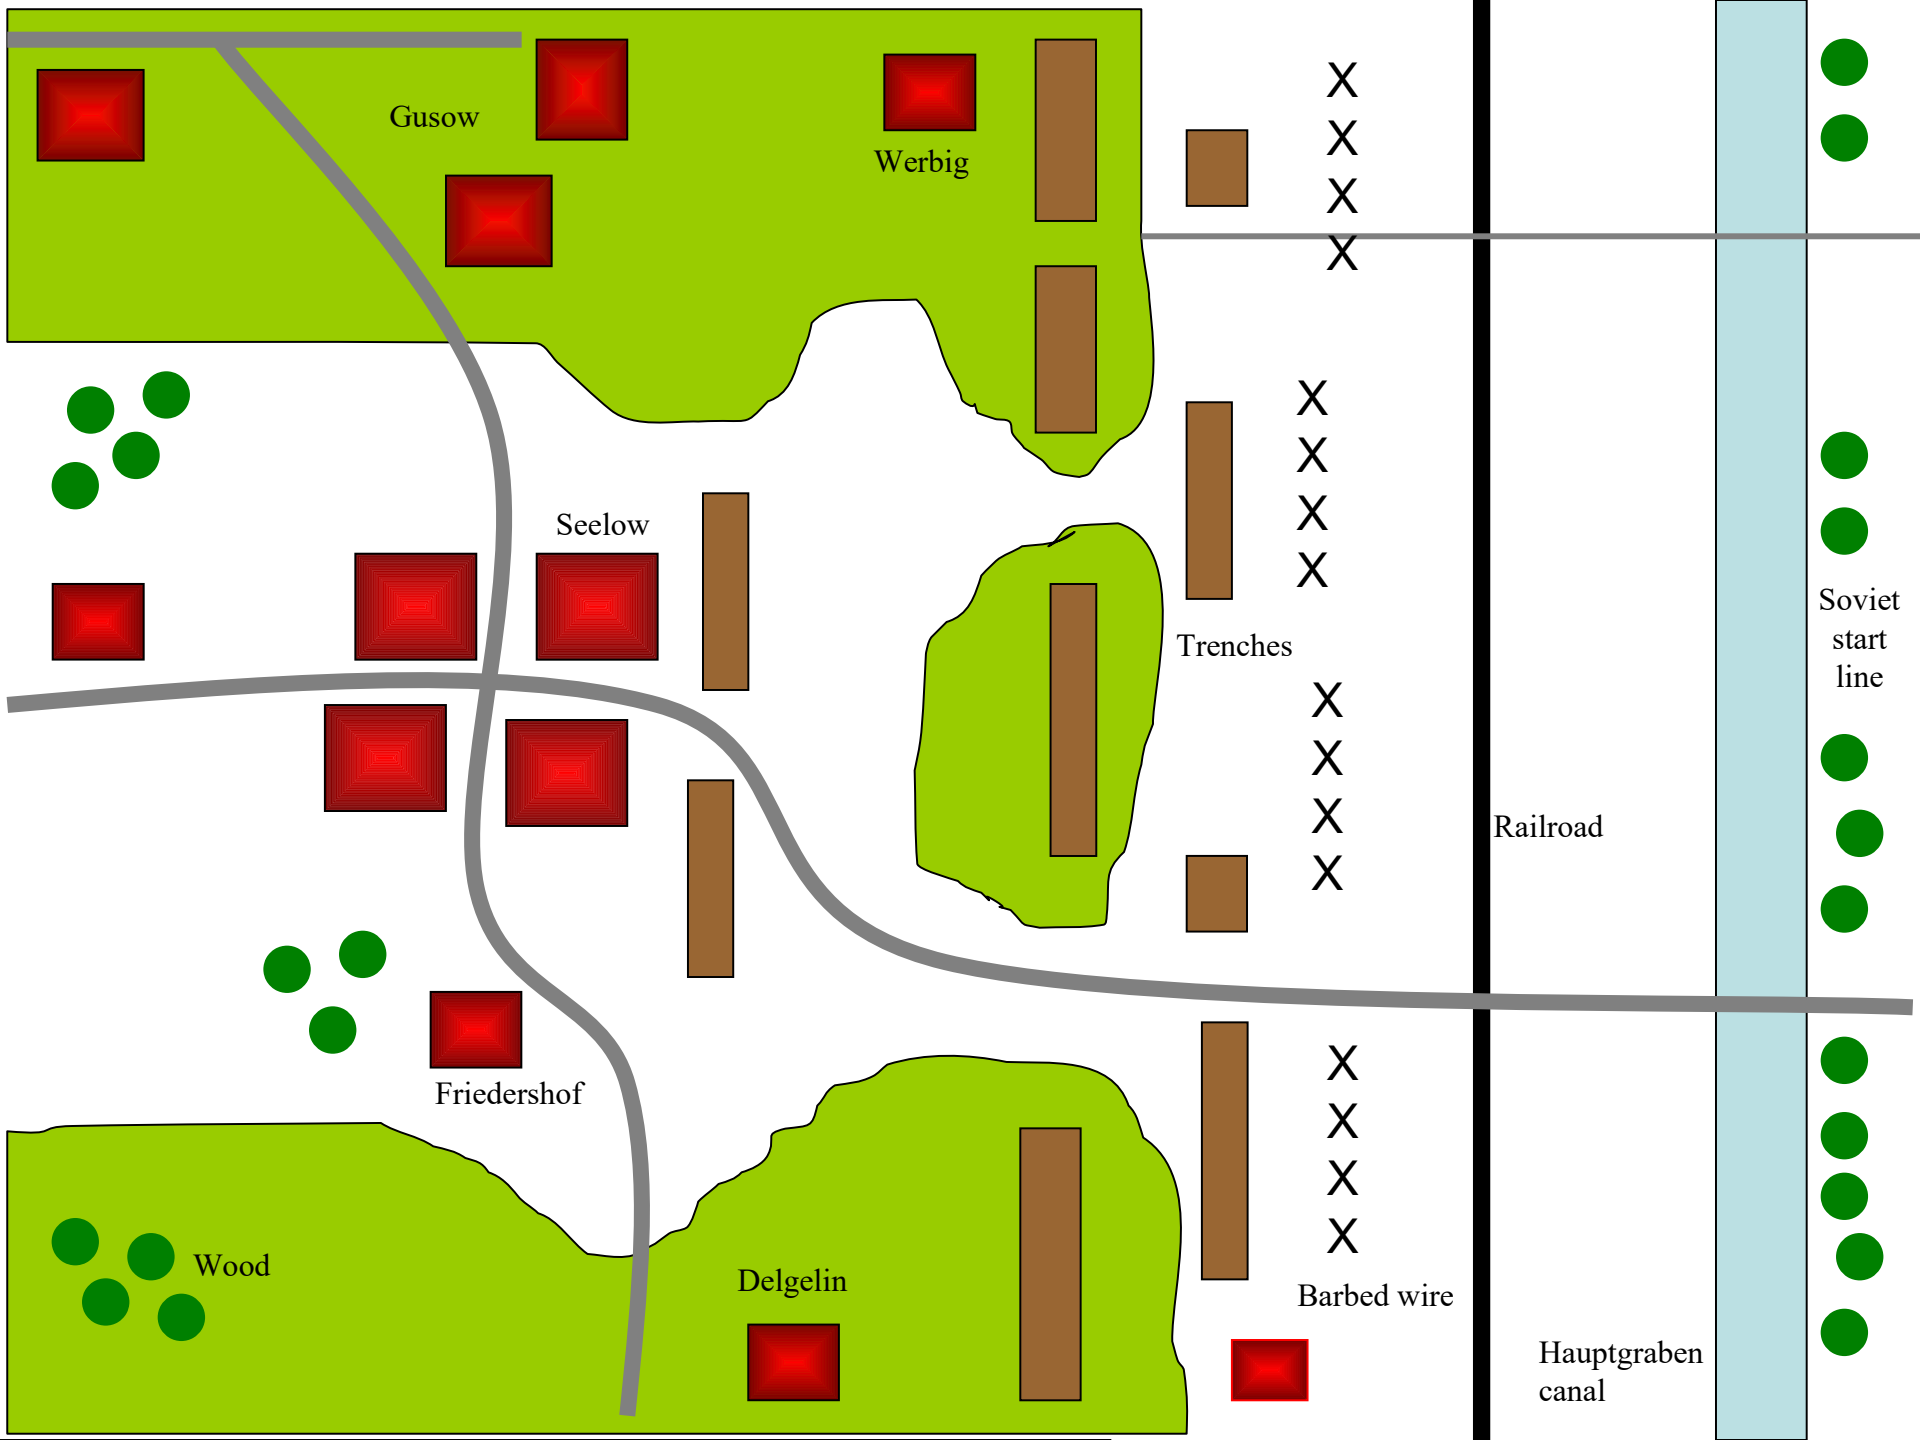 Gusow
Werbig
X
X
X
X
X
X
X
X
Seelow
Soviet
start
line
Trenches
X
X
X
X
Railroad
X
X
X
X
Friedershof
Wood
Delgelin
Barbed wire
Hauptgraben
canal